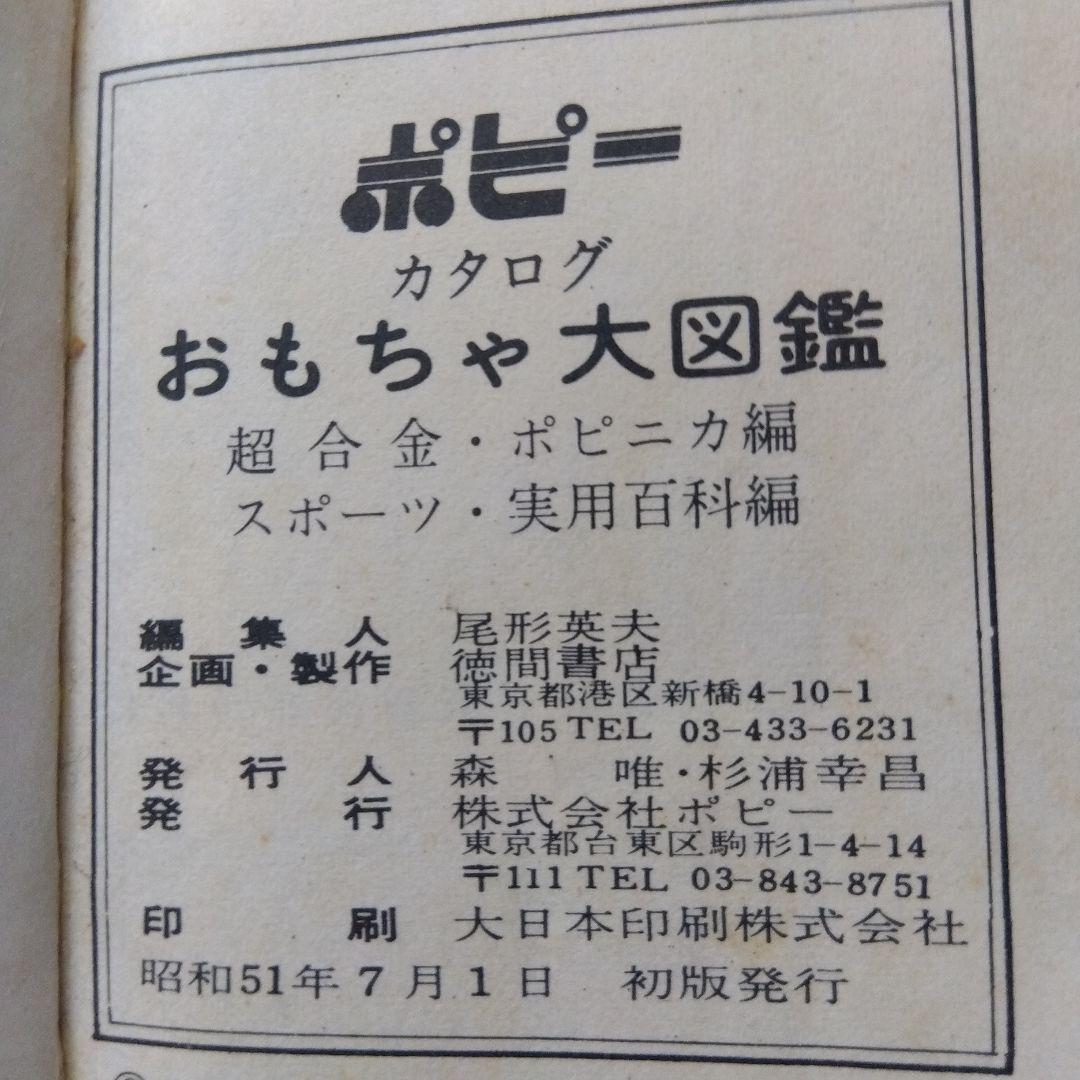 ポピー
カタログ
おもちゃ大図鑑
超合金・ポピニカ編
スポーツ・実用百科編
編集人 尾形英夫
企画・製作 徳間書店
東京都港区新橋4-10-1
〒105 TEL 03-433-6231
発行人 森 唯・杉浦幸昌
発行 株式会社ポピー
東京都台東区駒形1-4-14
〒111 TEL 03-843-8751
印刷 大日本印刷株式会社
昭和51年7月1日 初版発行